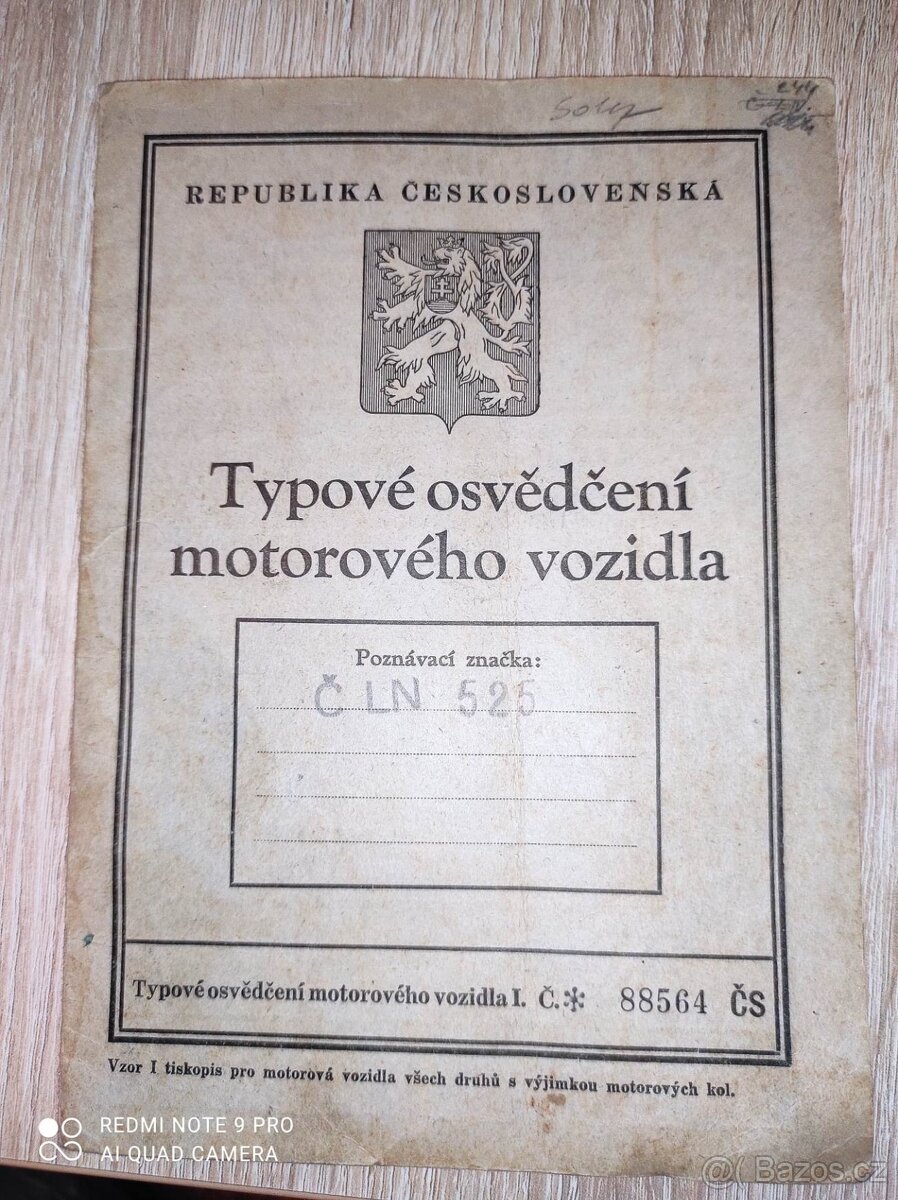 REPUBLIKA ČESKOSLOVENSKÁ
Typové osvědčení
motorového vozidla
Poznávací značka:
Č LN 525
Typové osvědčení motorového vozidla I. Č.* 88564 ČS
Vzor I tiskopis pro motorová vozidla všech druhů s výjimkou motorových kol.
REDMI NOTE 9 PRO
AI QUAD CAMERA
@( Bazos.cz